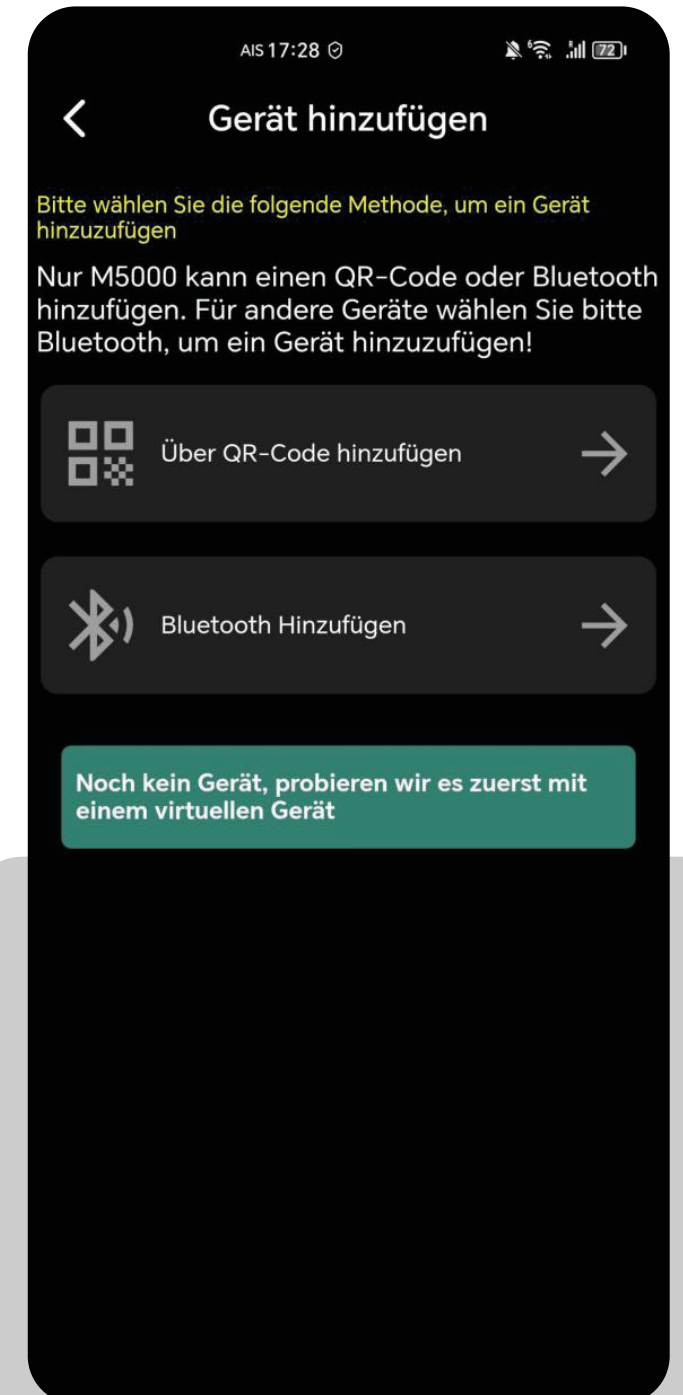 AIS 17:28 6 72
Gerät hinzufügen
Bitte wählen Sie die folgende Methode, um ein Gerät
hinzuzufügen
Nur M5000 kann einen QR-Code oder Bluetooth
hinzufügen. Für andere Geräte wählen Sie bitte
Bluetooth, um ein Gerät hinzuzufügen!
Über QR-Code hinzufügen
Bluetooth Hinzufügen
Noch kein Gerät, probieren wir es zuerst mit
einem virtuellen Gerät